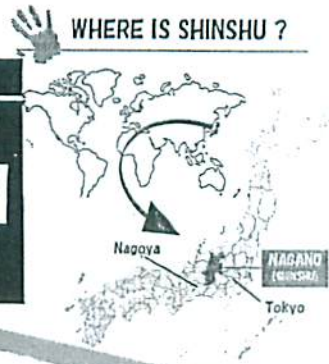 WHERE IS SHINSHU ?
Nagoya
NAGANO
(SHINSHU)
Tokyo